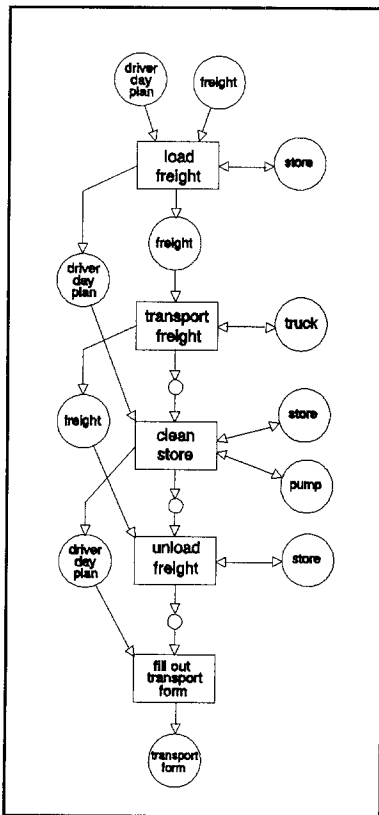 driver
day
plan
freight
load
freight
store
freight
driver
day
plan
transport
freight
truck
freight
clean
store
store
pump
driver
day
plan
unload
freight
store
fill out
transport
form
transport
form